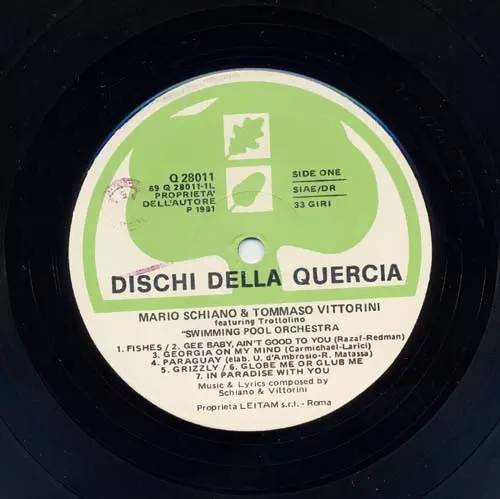 Q 28011
69 Q 28011-1L
PROPRIETA'
DELL'AUTORE
P 1981
SIDE ONE
SIAE/DR
33 GIRI
DISCHI DELLA QUERCIA
MARIO SCHIANO & TOMMASO VITTORINI
featuring Trottolino
"SWIMMING POOL ORCHESTRA
1. FISHES / 2. GEE BABY, AIN'T GOOD TO YOU (Razaf-Redman)
3. GEORGIA ON MY MIND (Carmichael-Larici)
4. PARAGUAY (elab. U. d'Ambrosio-R. Matassa)
5. GRIZZLY / 6. GLOBE ME OR GLUB ME
7. IN PARADISE WITH YOU
Music & Lyrics composed by
Schiano & Vittorini
Proprietà LEITAM s.r.l. - Roma